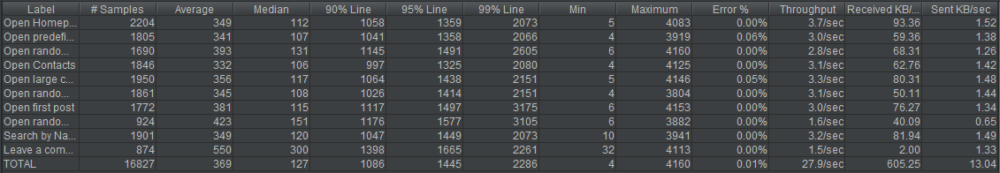 Label # Samples Average Median 90% Line 95% Line 99% Line Min Maximum Error % Throughput Received KB/... Sent KB/sec
Open Homep... 2204 349 112 1058 1359 2073 5 4083 0.00% 3.7/sec 93.36 1.52
Open predefi... 1805 341 107 1041 1358 2066 4 3919 0.06% 3.0/sec 59.36 1.38
Open rando... 1690 393 131 1145 1491 2605 6 4160 0.00% 2.8/sec 68.31 1.26
Open Contacts 1846 332 106 997 1325 2080 4 4125 0.00% 3.1/sec 62.76 1.42
Open large c... 1950 356 117 1064 1438 2151 5 4146 0.05% 3.3/sec 80.31 1.48
Open rando... 1861 345 108 1026 1414 2151 4 3804 0.00% 3.1/sec 50.11 1.44
Open first post 1772 381 115 1117 1497 3175 6 4153 0.00% 3.0/sec 76.27 1.34
Open rando... 924 423 151 1176 1577 3105 6 3882 0.00% 1.6/sec 40.09 0.65
Search by Na... 1901 349 120 1047 1449 2073 10 3941 0.00% 3.2/sec 81.94 1.49
Leave a com... 874 550 300 1398 1665 2261 32 4113 0.00% 1.5/sec 2.00 1.33
TOTAL 16827 369 127 1086 1445 2286 4 4160 0.01% 27.9/sec 605.25 13.04